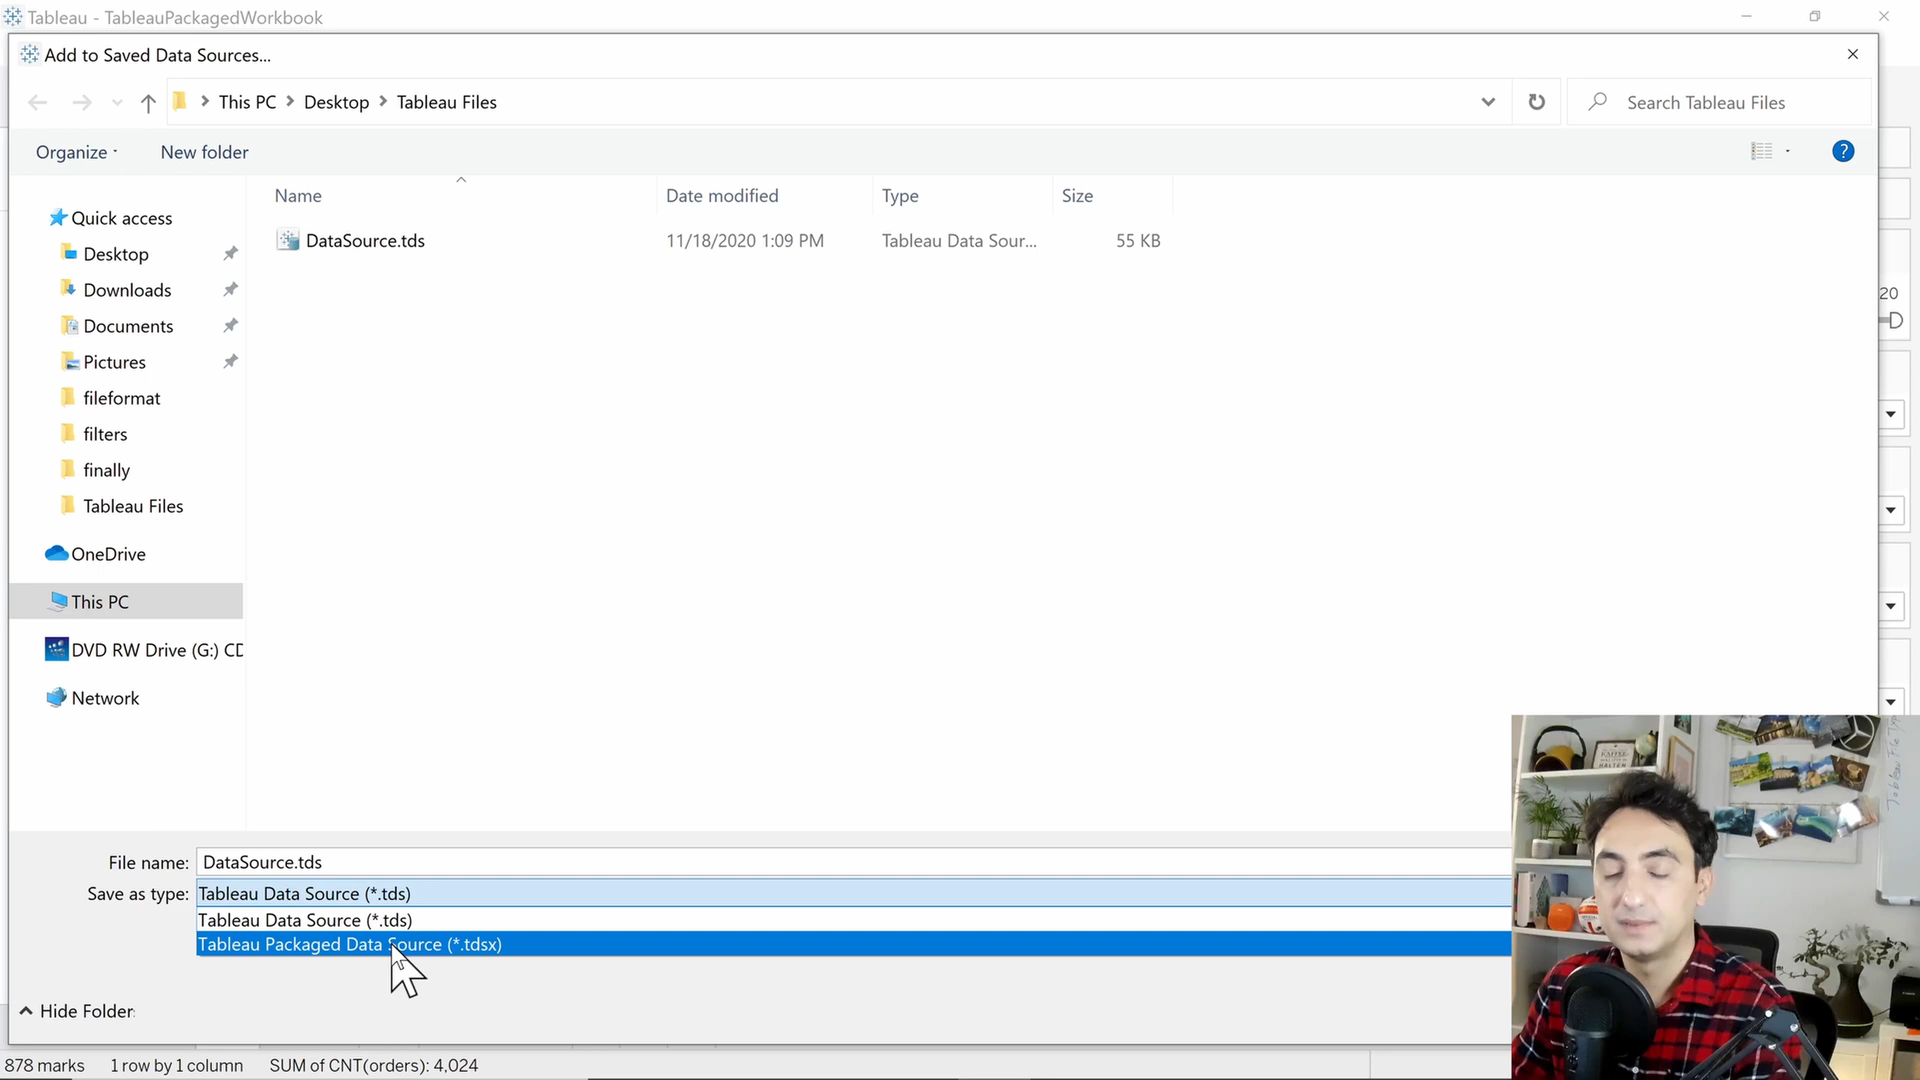 Tableau - TableauPackagedWorkbook
Add to Saved Data Sources...
This PC Desktop Tableau Files
Search Tableau Files
Organize New folder
?
Name Date modified Type Size
DataSource.tds 11/18/2020 1:09 PM Tableau Data Sour... 55 KB
Quick access
Desktop
Downloads
Documents
Pictures
fileformat
filters
finally
Tableau Files
OneDrive
This PC
DVD RW Drive (G:) CD
Network
20
File name: DataSource.tds
Save as type: Tableau Data Source (*.tds)
Tableau Data Source (*.tds)
Tableau Packaged Data Source (*.tdsx)
Hide Folder
878 marks 1 row by 1 column SUM of CNT(orders): 4,024